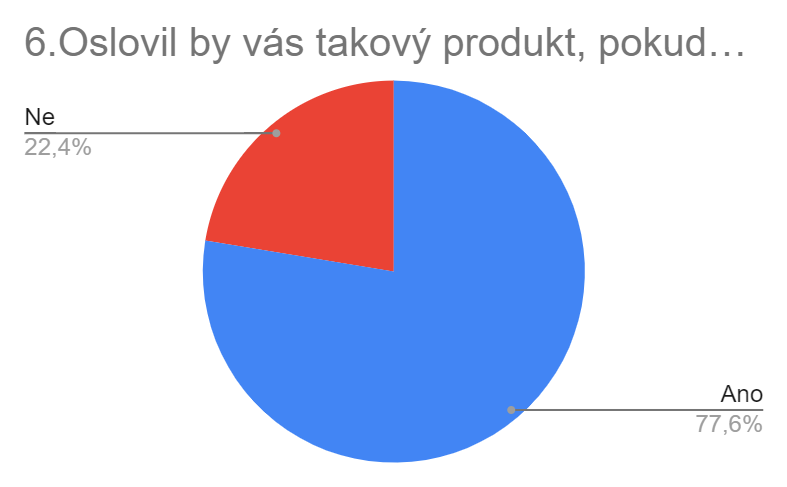 6.Oslovil by vás takový produkt, pokud…
Ne
22,4%
Ano
77,6%